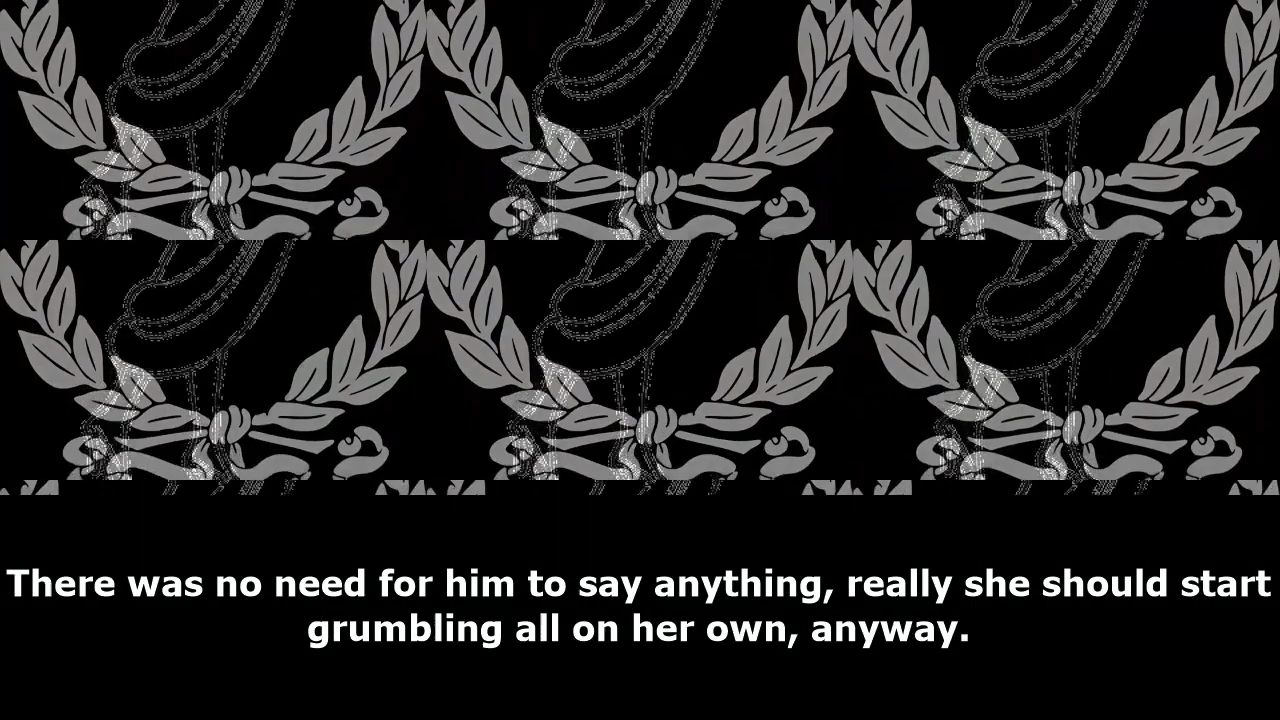 There was no need for him to say anything, really she should start
grumbling all on her own, anyway.